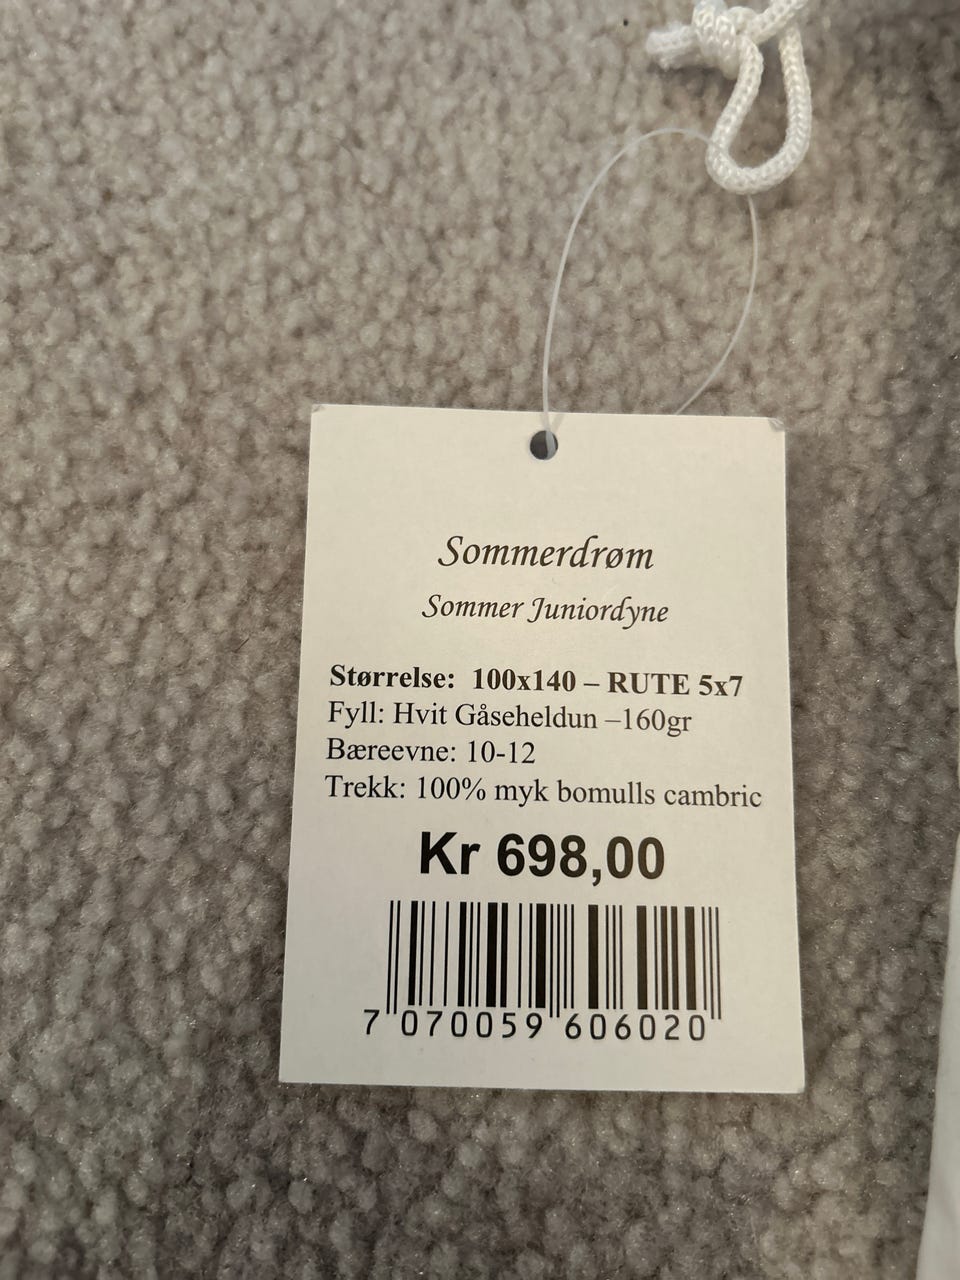 Sommerdrøm
Sommer Juniordyne
Størrelse: 100x140 – RUTE 5x7
Fyll: Hvit Gåseheldun –160gr
Bæreevne: 10-12
Trekk: 100% myk bomulls cambric
Kr 698,00
7 070059 606020